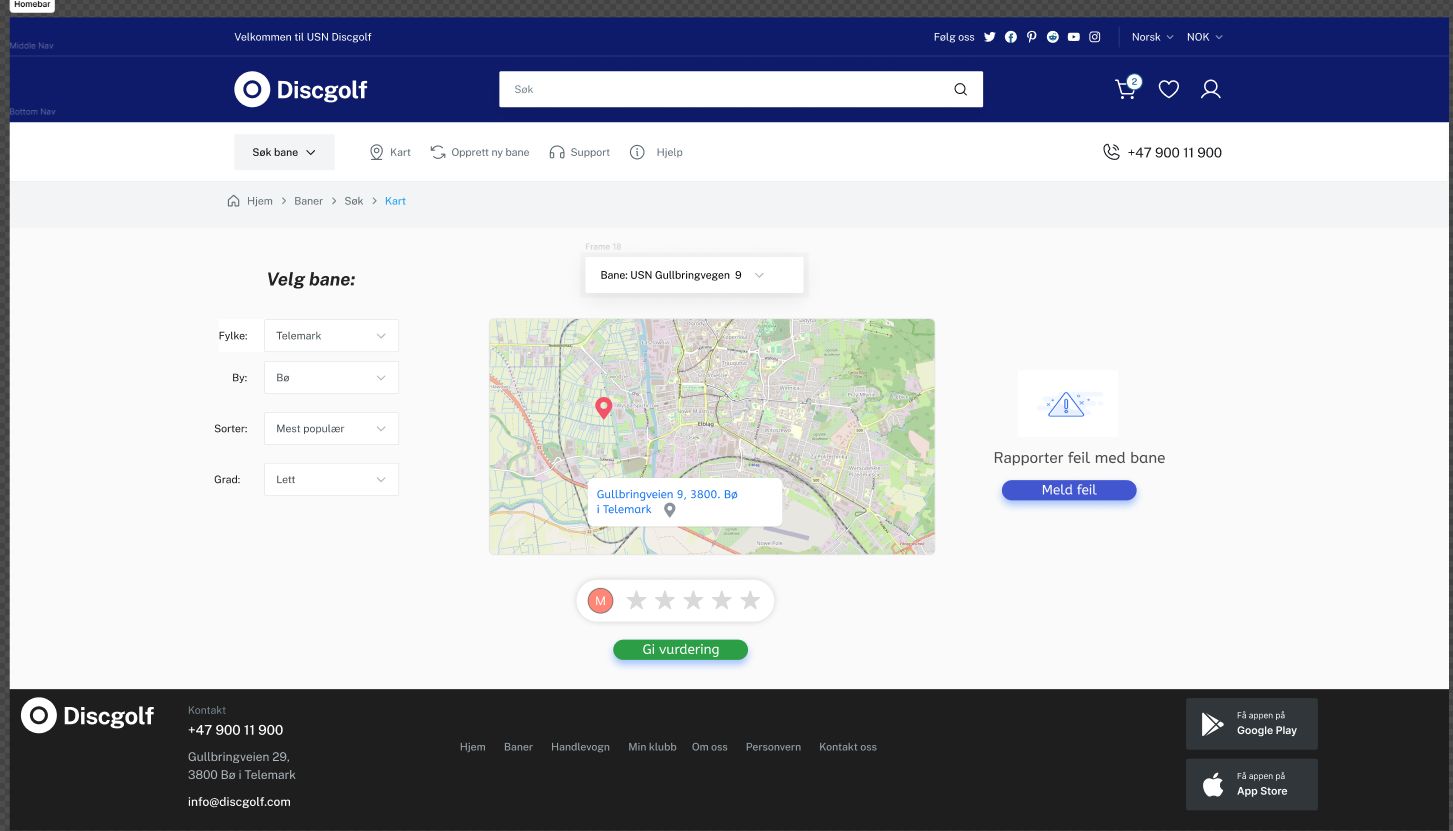 Homebar
Velkommen til USN Discgolf
Følg oss
Norsk
NOK
Middle Nav
Discgolf
Søk
2
Bottom Nav
Søk bane
Kart
Opprett ny bane
Support
Hjelp
+47 900 11 900
Hjem
Baner
Søk
Kart
Frame 18
Velg bane:
Bane: USN Gullbringvegen 9
Fylke:
Telemark
By:
Bø
Sorter:
Mest populær
Grad:
Lett
Elbląg
Gullbringveien 9, 3800. Bø
i Telemark
Rapporter feil med bane
Meld feil
M
Gi vurdering
Discgolf
Kontakt
+47 900 11 900
Gullbringveien 29,
3800 Bø i Telemark
info@discgolf.com
Hjem
Baner
Handlevogn
Min klubb
Om oss
Personvern
Kontakt oss
Få appen på
Google Play
Få appen på
App Store